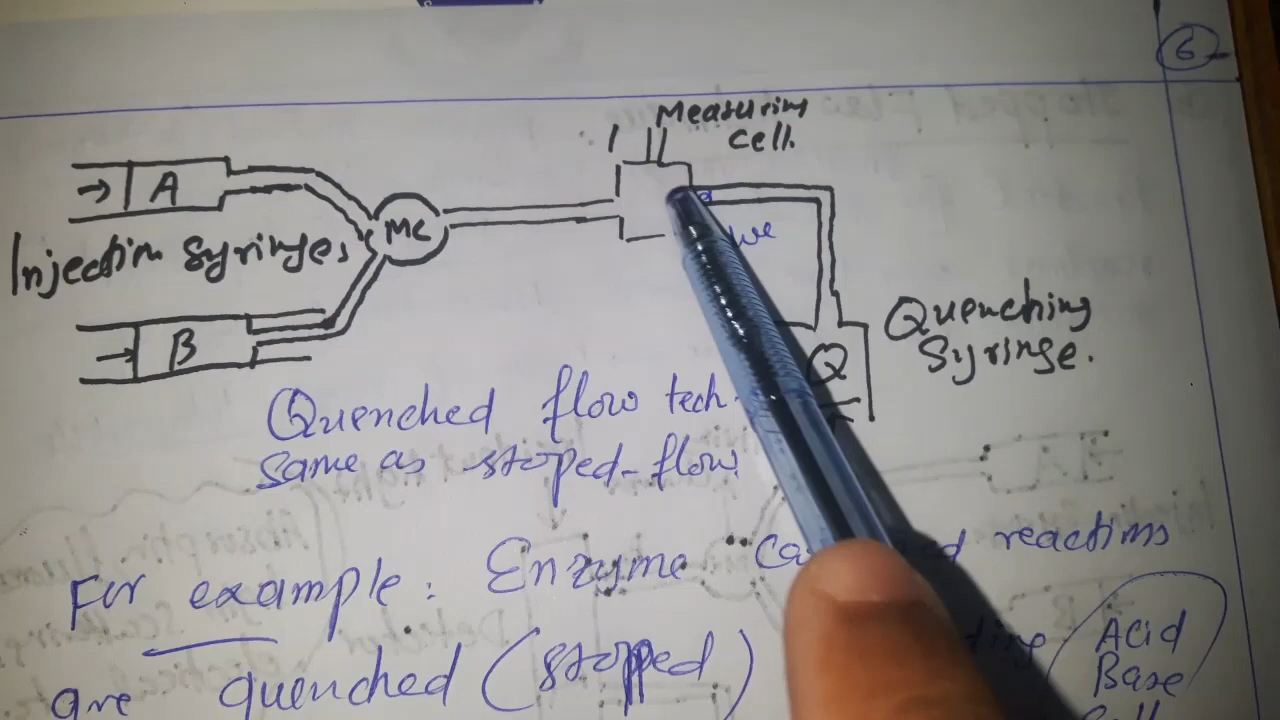 6
Measuring
Cell.
A
Injection Syringes
MC
B
Quenching
Syringe.
Q
Quenched flow tech.
same as stoped-flow
For example: Enzyme reactions
are quenched (stopped)
Acid
Base